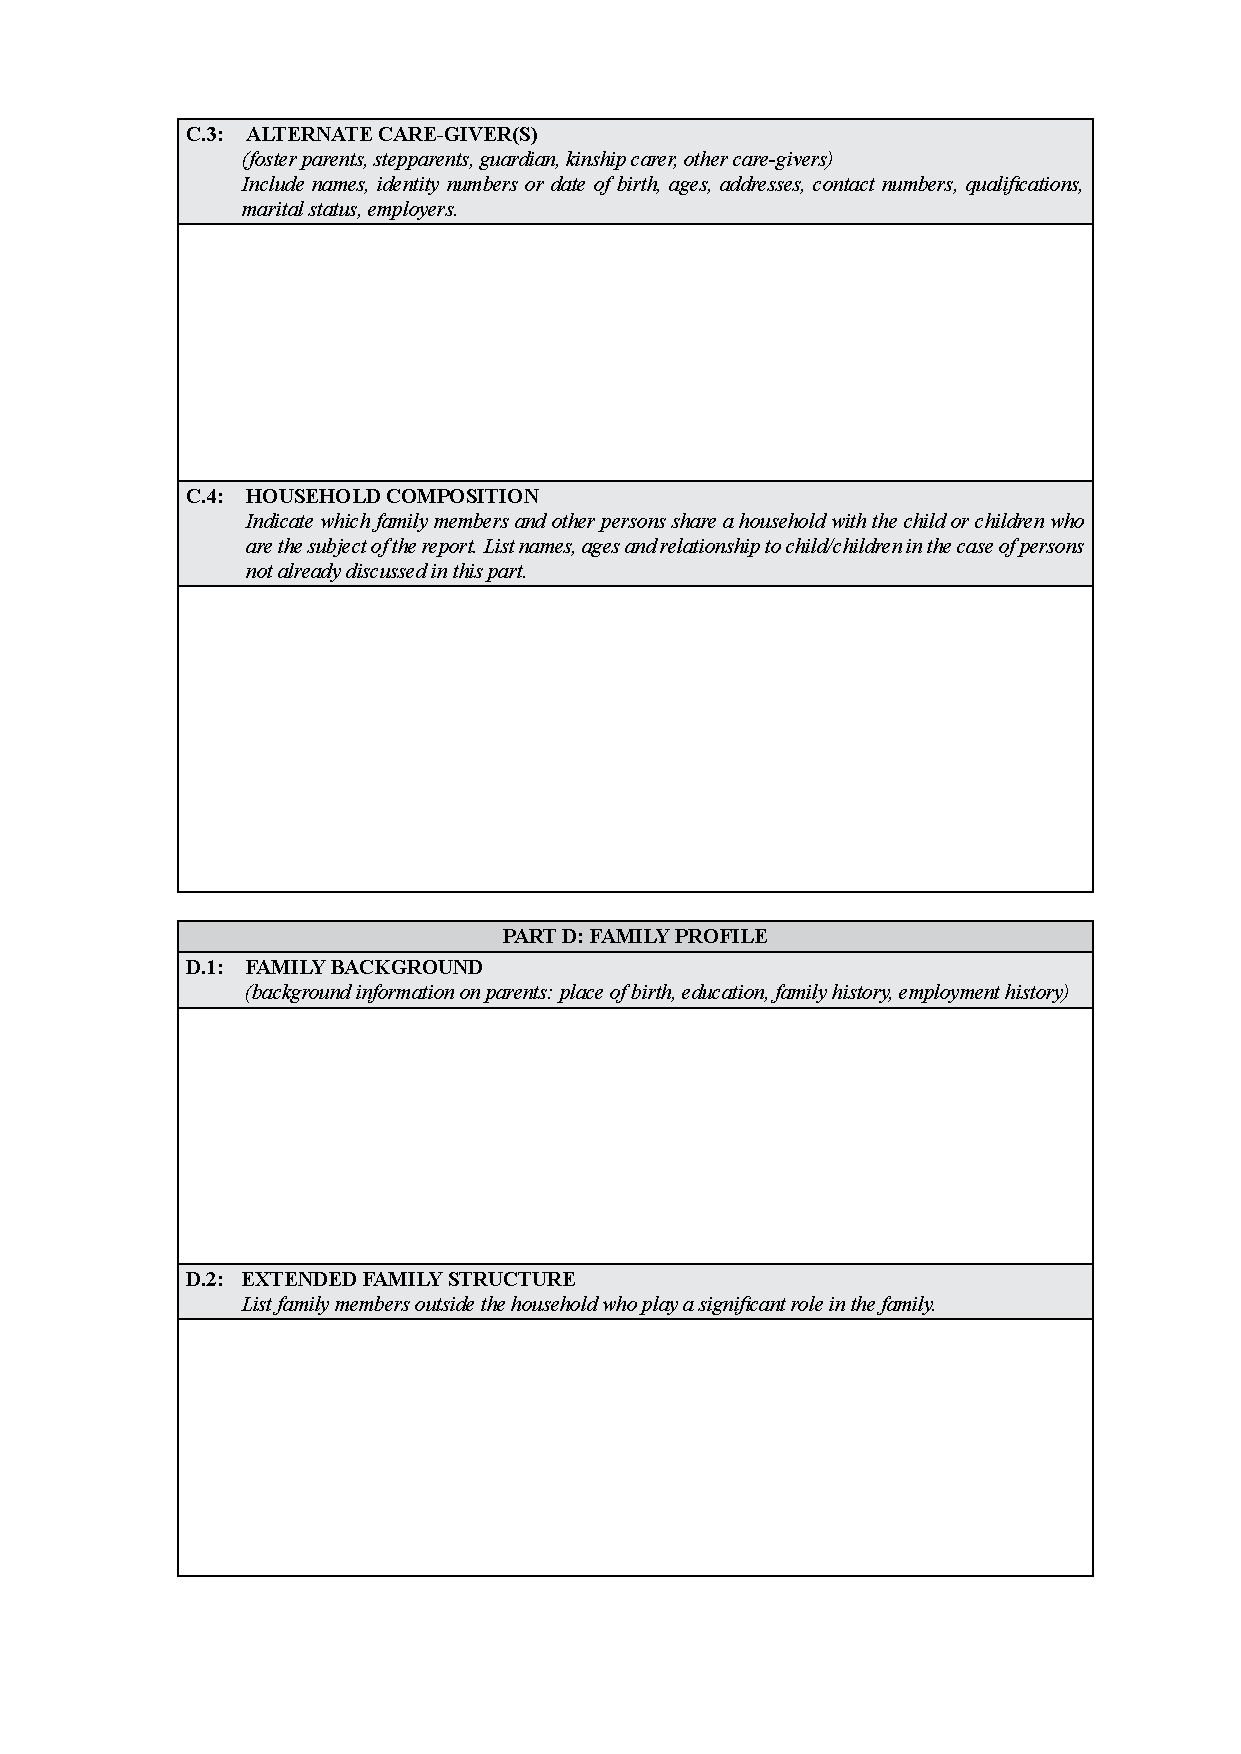 C.3: ALTERNATE CARE-GIVER(S)
(foster parents, stepparents, guardian, kinship carer, other care-givers)
Include names, identity numbers or date of birth, ages, addresses, contact numbers, qualifications,
marital status, employers.
C.4: HOUSEHOLD COMPOSITION
Indicate which family members and other persons share a household with the child or children who
are the subject of the report. List names, ages and relationship to child/children in the case of persons
not already discussed in this part.
PART D: FAMILY PROFILE
D.1: FAMILY BACKGROUND
(background information on parents: place of birth, education, family history, employment history)
D.2: EXTENDED FAMILY STRUCTURE
List family members outside the household who play a significant role in the family.